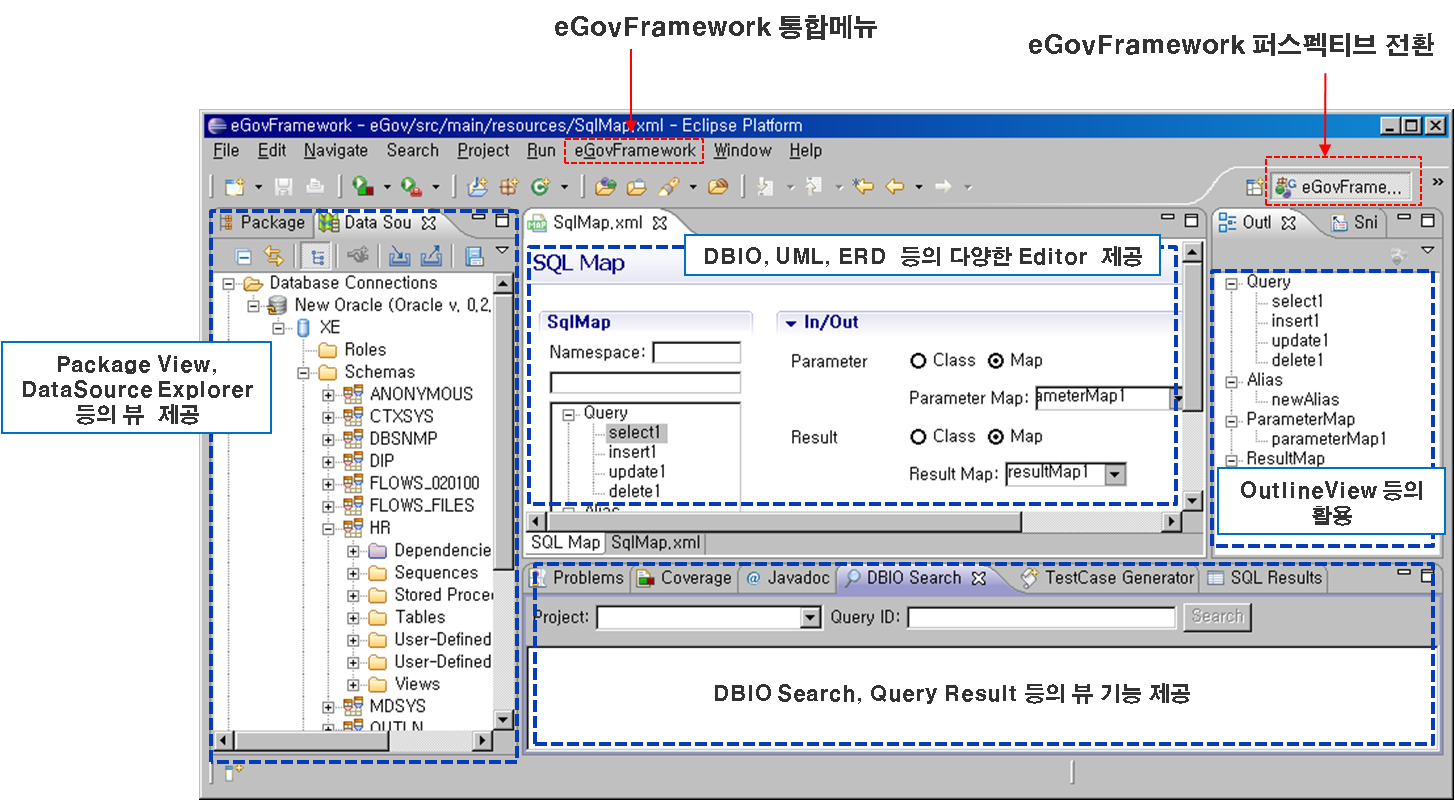 eGovFramework 통합메뉴
eGovFramework 퍼스펙티브 전환
eGovFramework - eGov/src/main/resources/SqlMap.xml - Eclipse Platform
File Edit Navigate Search Project Run eGovFramework Window Help
eGovFrame...
Package
Data Sou
Database Connections
New Oracle (Oracle v, 0,2,
XE
Roles
Schemas
ANONYMOUS
CTXSYS
DBSNMP
DIP
FLOWS_020100
FLOWS_FILES
HR
Dependencie
Sequences
Stored Proce
Tables
User-Defined
User-Defined
Views
MDSYS
OUTLN
Package View,
DataSource Explorer
등의 뷰 제공
SqlMap.xml
SQL Map
DBIO, UML, ERD 등의 다양한 Editor 제공
SqlMap
Namespace:
Query
select1
insert1
update1
delete1
Alias
In/Out
Parameter Class Map
Parameter Map: ameterMap1
Result Class Map
Result Map: resultMap1
SQL Map SqlMap.xml
Outl Sni
Query
select1
insert1
update1
delete1
Alias
newAlias
ParameterMap
parameterMap1
ResultMap
OutlineView 등의
활용
Problems Coverage @ Javadoc DBIO Search TestCase Generator SQL Results
Project: Query ID: Search
DBIO Search, Query Result 등의 뷰 기능 제공